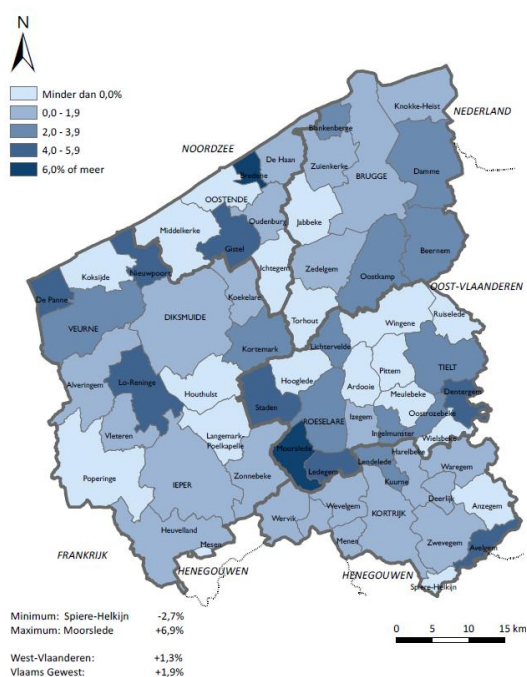 N
Minder dan 0,0%
0,0 - 1,9
2,0 - 3,9
4,0 - 5,9
6,0% of meer
Knokke-Heist
NEDERLAND
NOORDZEE
Blankenberge
De Haan
Zuienkerke
Bredene
BRUGGE
Damme
OOSTENDE
Oudenburg
Jabbeke
Middelkerke
Gistel
Beernem
Koksijde
Nieuwpoort
Ichtegem
Zedelgem
Oostkamp
De Panne
OOST-VLAANDEREN
Koekelare
Torhout
Ruiselede
VEURNE
DIKSMUIDE
Wingene
Kortemark
Lichtervelde
Pittem
TIELT
Alveringem
Lo-Reninge
Hooglede
Ardooie
Houthulst
Meulebeke
Dentergem
Staden
Oostrozebeke
ROESELARE
Izegem
Vleteren
Langemark-
Poelkapelle
Ingelmunster
Wielsbeke
Moorslede
Harelbeke
Lendelede
Waregem
Ledegem
Zonnebeke
Poperinge
IEPER
Kuurne
Deerlijk
Anzegem
Wevelgem
KORTRIJK
Wervik
Heuvelland
Menen
Zwevegem
Avelgem
Mesen
FRANKRIJK
HENEGOUWEN
HENEGOUWEN
Spiere-Helkijn
Minimum: Spiere-Helkijn -2,7%
Maximum: Moorslede +6,9%
0 5 10 15 km
West-Vlaanderen: +1,3%
Vlaams Gewest: +1,9%